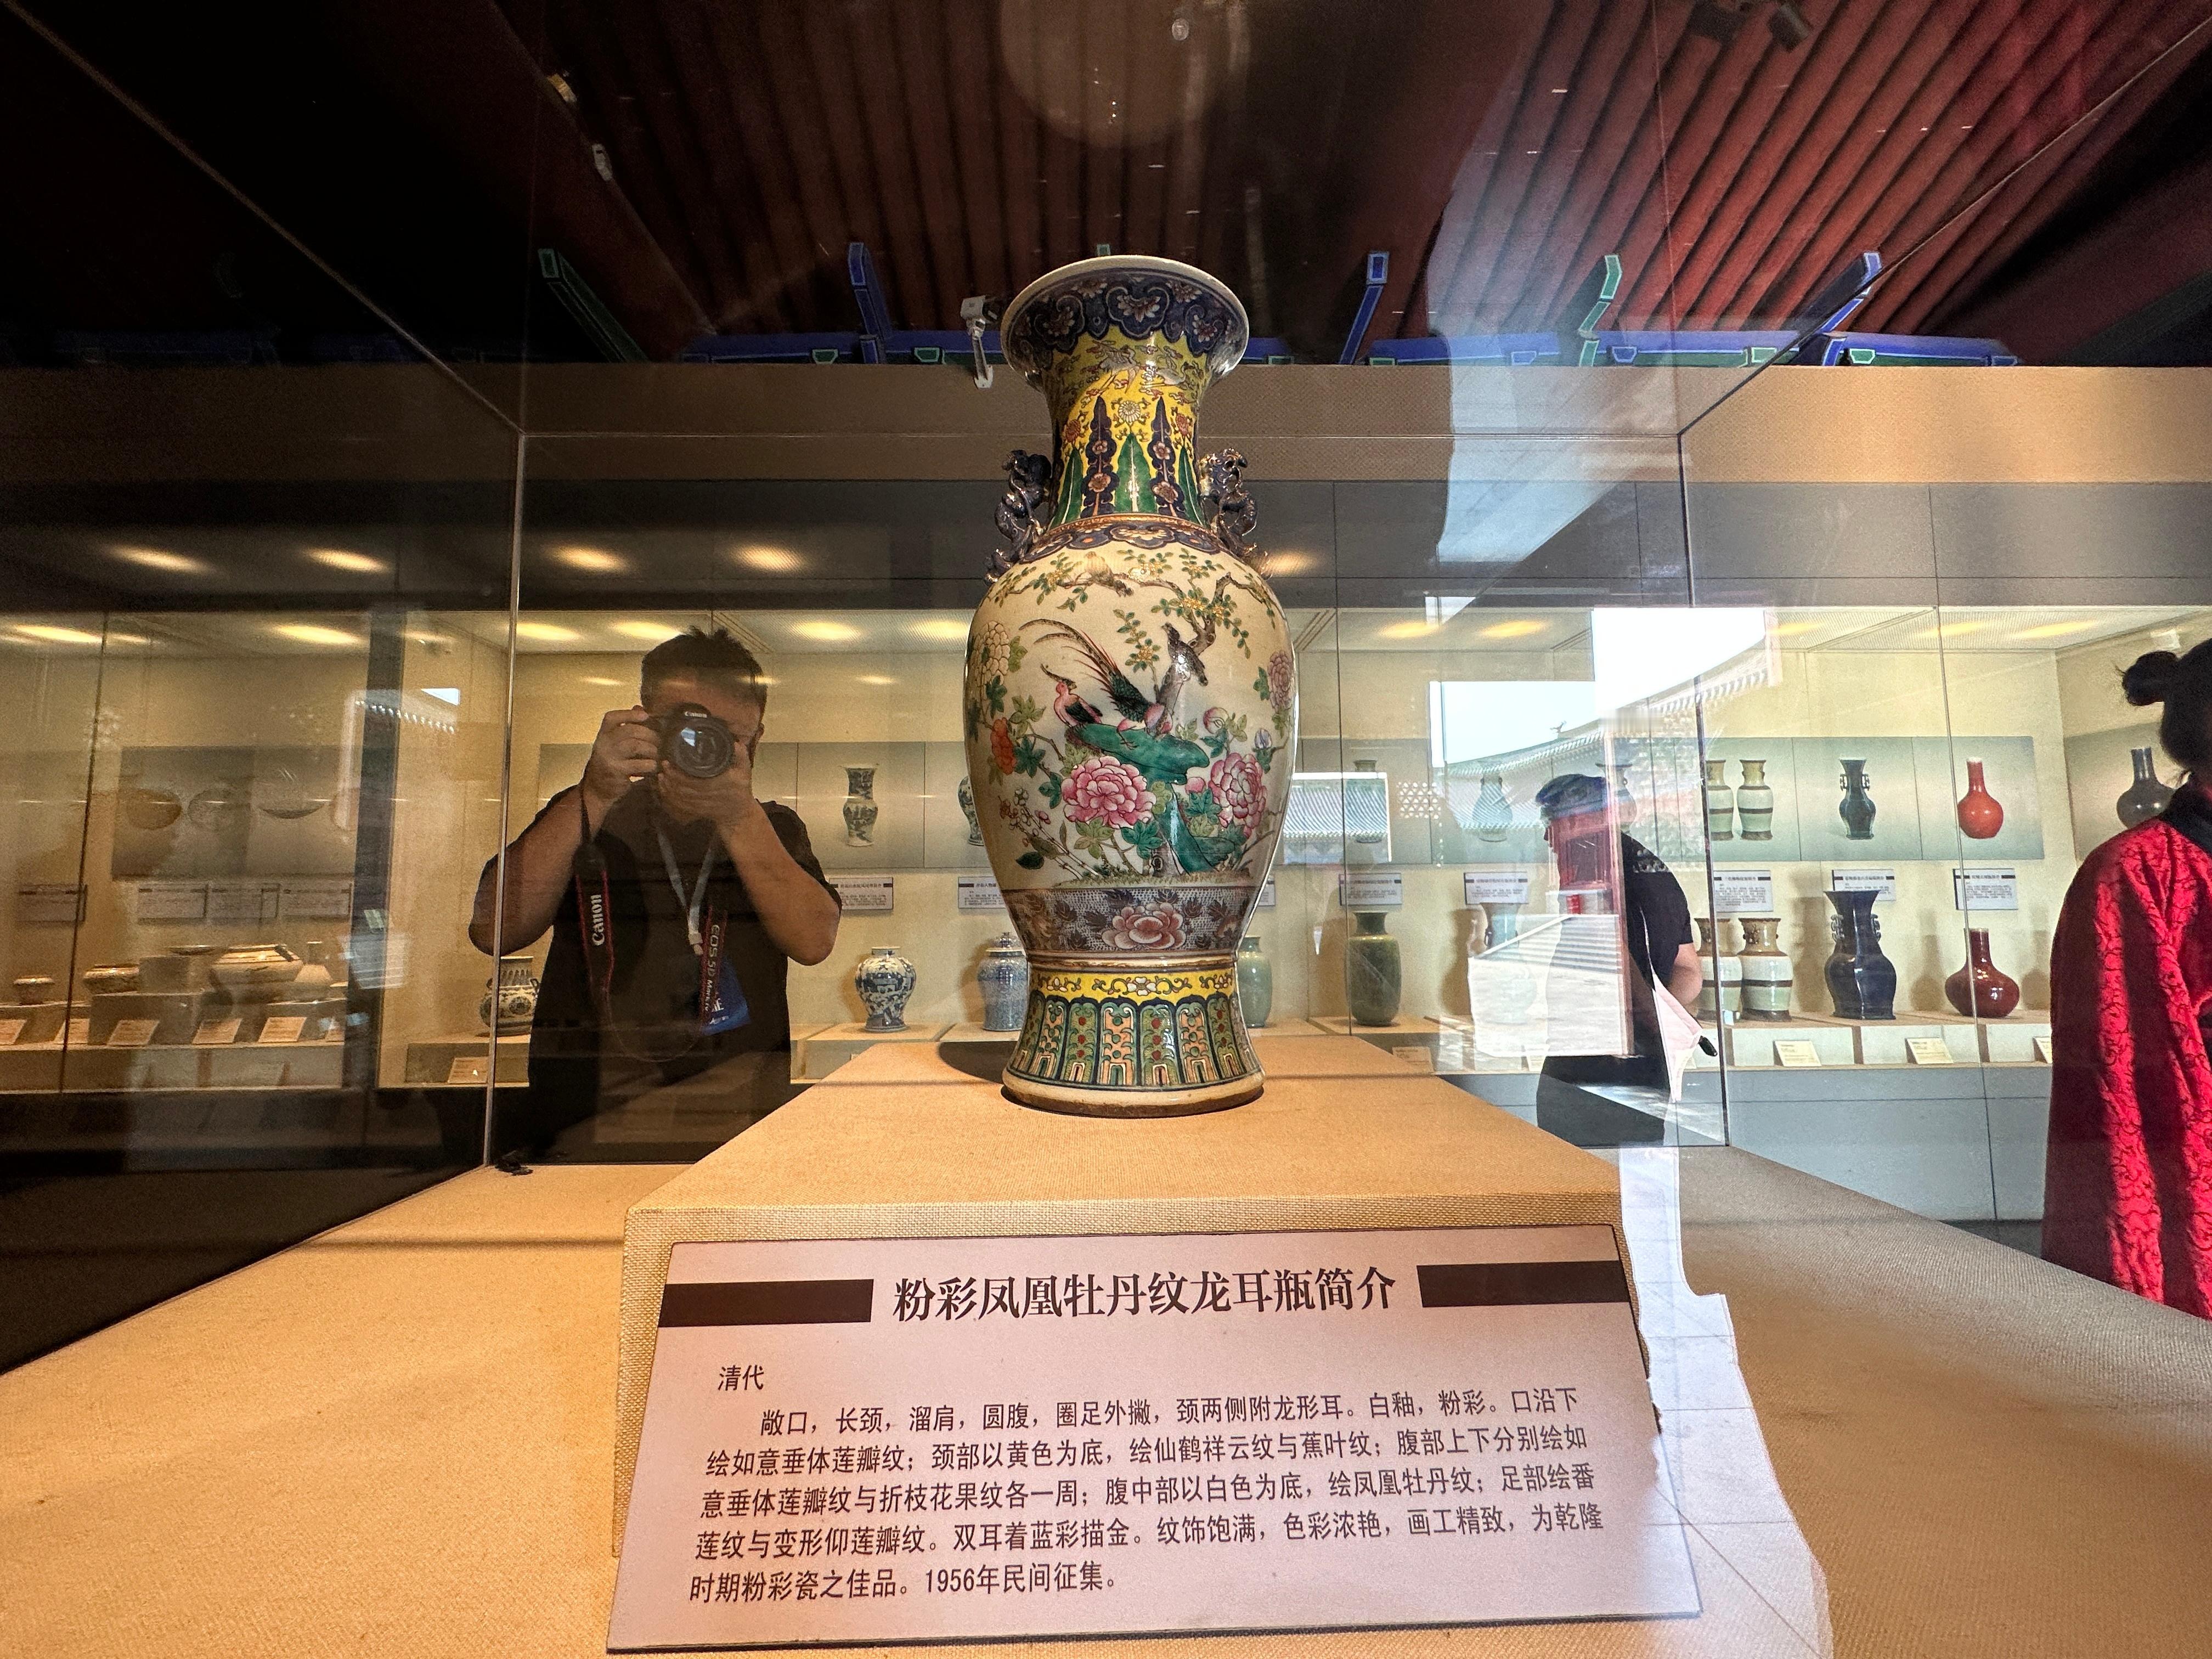 Canon
Canon
EOS 5D Mark
证
粉彩凤凰牡丹纹龙耳瓶简介
清代
敞口，长颈，溜肩，圆腹，圈足外撇，颈两侧附龙形耳。白釉，粉彩。口沿下
绘如意垂体莲瓣纹；颈部以黄色为底，绘仙鹤祥云纹与蕉叶纹；腹部上下分别绘如
意垂体莲瓣纹与折枝花果纹各一周；腹中部以白色为底，绘凤凰牡丹纹；足部绘番
莲纹与变形仰莲瓣纹。双耳着蓝彩描金。纹饰饱满，色彩浓艳，画工精致，为乾隆
时期粉彩瓷之佳品。1956年民间征集。